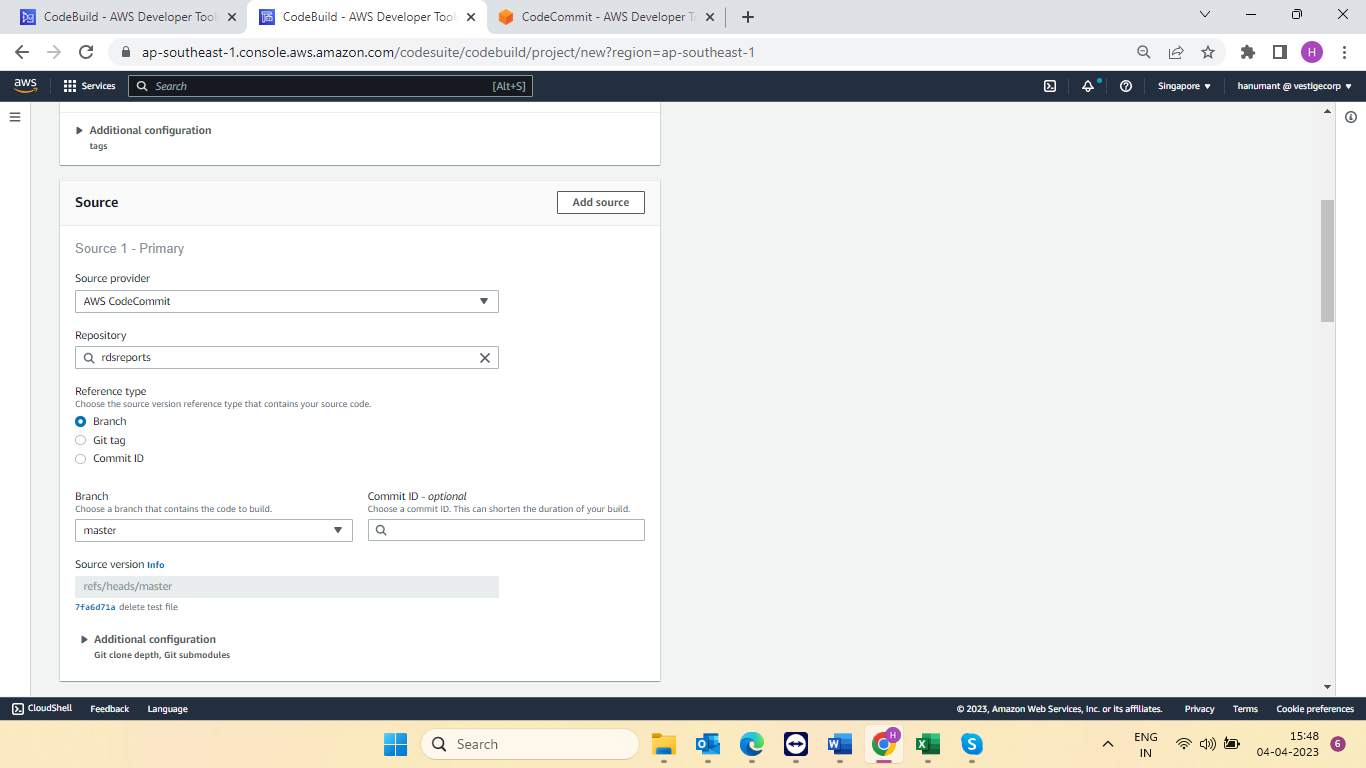 CodeBuild - AWS Developer Tool
CodeBuild - AWS Developer Tool
CodeCommit - AWS Developer T
ap-southeast-1.console.aws.amazon.com/codesuite/codebuild/project/new?region=ap-southeast-1
H
aws
Services
Search
[Alt+S]
Singapore
hanumant @ vestigecorp
Additional configuration
tags
Source
Add source
Source 1 - Primary
Source provider
AWS CodeCommit
Repository
rdsreports
Reference type
Choose the source version reference type that contains your source code.
Branch
Git tag
Commit ID
Branch
Commit ID - optional
Choose a branch that contains the code to build.
Choose a commit ID. This can shorten the duration of your build.
master
Source version Info
refs/heads/master
7fa6d71a delete test file
Additional configuration
Git clone depth, Git submodules
CloudShell
Feedback
Language
© 2023, Amazon Web Services, Inc. or its affiliates.
Privacy
Terms
Cookie preferences
Search
H
ENG
IN
15:48
04-04-2023
6